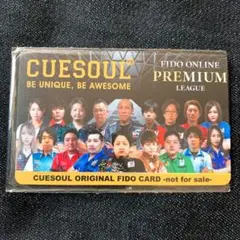 CUESOUL
BE UNIQUE, BE AWESOME
FIDO ONLINE
PREMIUM
LEAGUE
CUESOUL ORIGINAL FIDO CARD -not for sale-